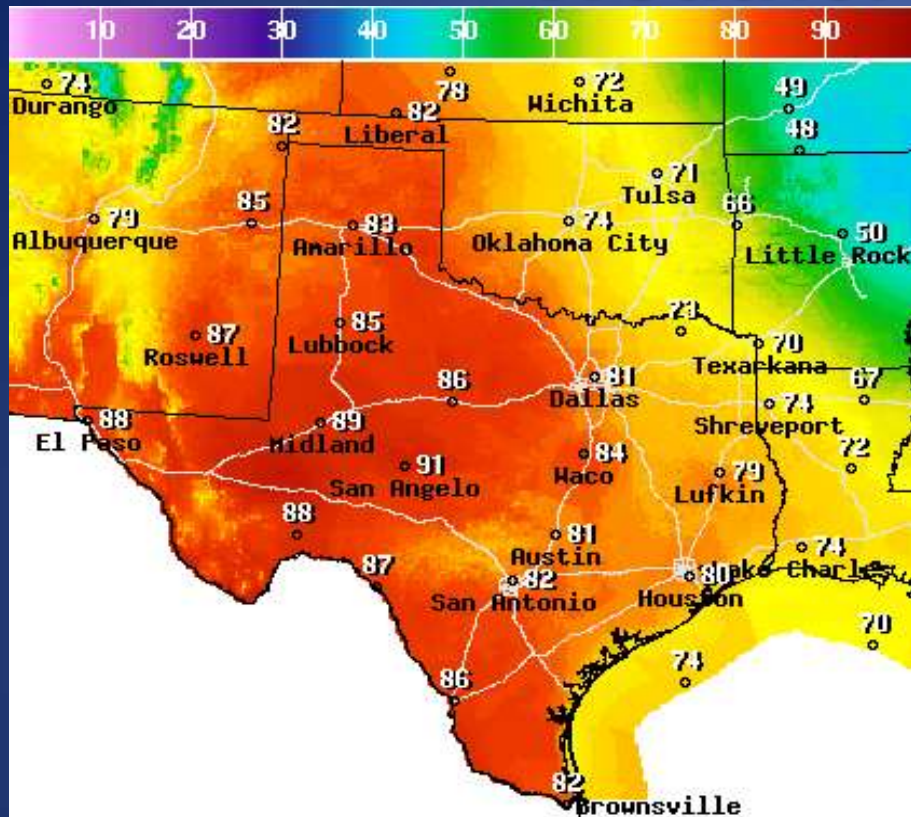 10 20 30 40 50 60 70 80 90
74 78 72 49
Durango Liberal 82 Wichita
82 48
71
Tulsa
85
79 83 74 66 50
Albuquerque Amarillo Oklahoma City Little Rock
87 85 73 70
Roswell Lubbock Texarkana
86 81 67
Dallas 74
88 89 Shreveport
El Paso Midland 72
91 84 79
San Angelo Waco Lufkin
88
81 74
Austin Lake Charles
87 82 80
San Antonio Houston
70
86 74
82
Brownsville